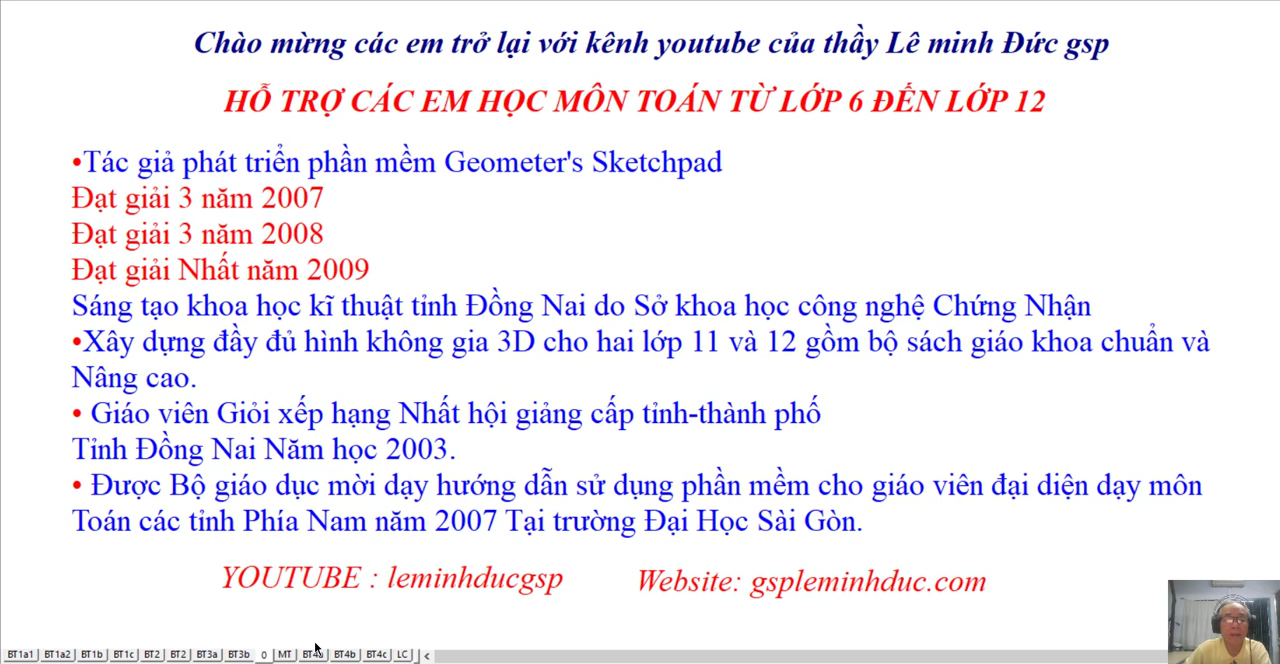 Chào mừng các em trở lại với kênh youtube của thầy Lê minh Đức gsp
HỖ TRỢ CÁC EM HỌC MÔN TOÁN TỪ LỚP 6 ĐẾN LỚP 12
•Tác giả phát triển phần mềm Geometer's Sketchpad
Đạt giải 3 năm 2007
Đạt giải 3 năm 2008
Đạt giải Nhất năm 2009
Sáng tạo khoa học kĩ thuật tỉnh Đồng Nai do Sở khoa học công nghệ Chứng Nhận
•Xây dựng đầy đủ hình không gia 3D cho hai lớp 11 và 12 gồm bộ sách giáo khoa chuẩn và
Nâng cao.
• Giáo viên Giỏi xếp hạng Nhất hội giảng cấp tỉnh-thành phố
Tỉnh Đồng Nai Năm học 2003.
• Được Bộ giáo dục mời dạy hướng dẫn sử dụng phần mềm cho giáo viên đại diện dạy môn
Toán các tỉnh Phía Nam năm 2007 Tại trường Đại Học Sài Gòn.
YOUTUBE : leminhducgsp
Website: gspleminhduc.com
BT1a1 BT1a2 BT1b BT1c BT2 BT2 BT3a BT3b 0 MT BT4a BT4b BT4c LC